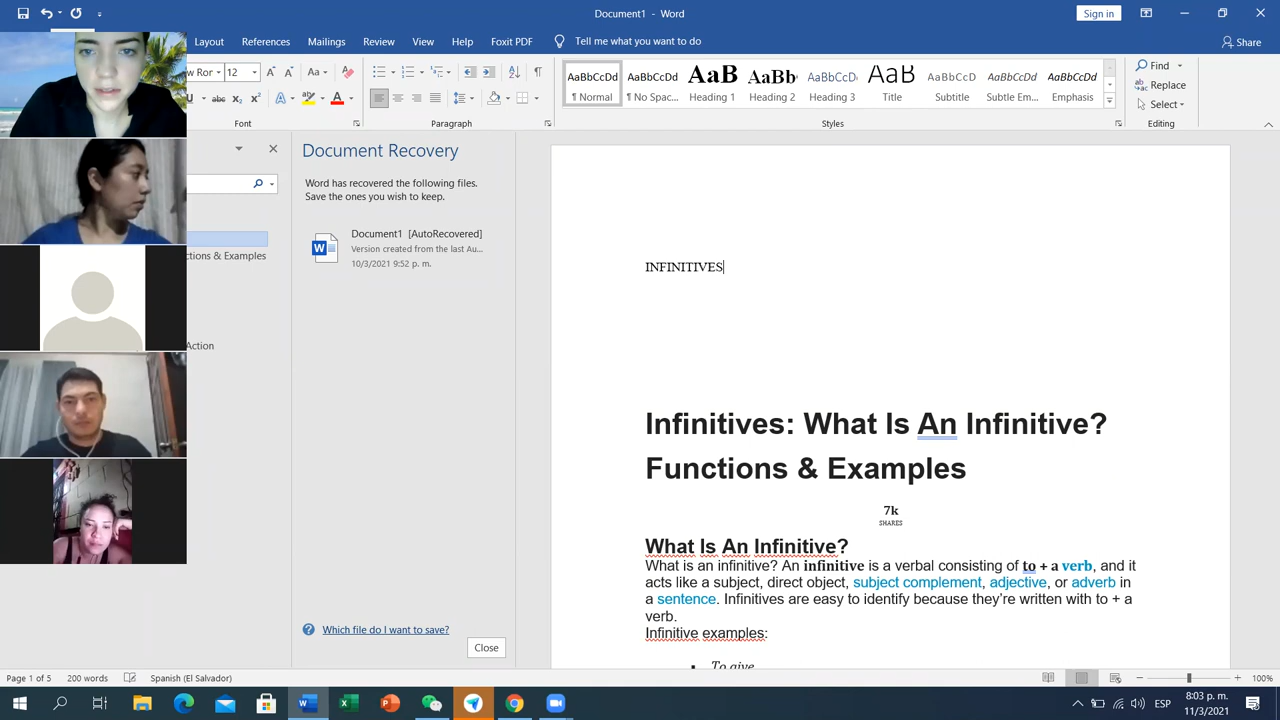 Document1 - Word
Sign in
Layout References Mailings Review View Help Foxit PDF Tell me what you want to do
Share
w Ror 12
AaBbCcDd AaBbCcDd AaB AaBb AaBbCcD AaB AaBbCcD AaBbCcDd AaBbCcDd
¶ Normal ¶ No Spac... Heading 1 Heading 2 Heading 3 Title Subtitle Subtle Em... Emphasis
Find
Replace
Select
Font Paragraph Styles Editing
ctions & Examples
Action
Document Recovery
Word has recovered the following files.
Save the ones you wish to keep.
Document1 [AutoRecovered]
Version created from the last Au...
10/3/2021 9:52 p. m.
Which file do I want to save?
Close
INFINITIVES
Infinitives: What Is An Infinitive?
Functions & Examples
7k
SHARES
What Is An Infinitive?
What is an infinitive? An infinitive is a verbal consisting of to + a verb, and it
acts like a subject, direct object, subject complement, adjective, or adverb in
a sentence. Infinitives are easy to identify because they're written with to + a
verb.
Infinitive examples:
▪ To give
Page 1 of 5 200 words Spanish (El Salvador)
100%
ESP
8:03 p. m.
11/3/2021